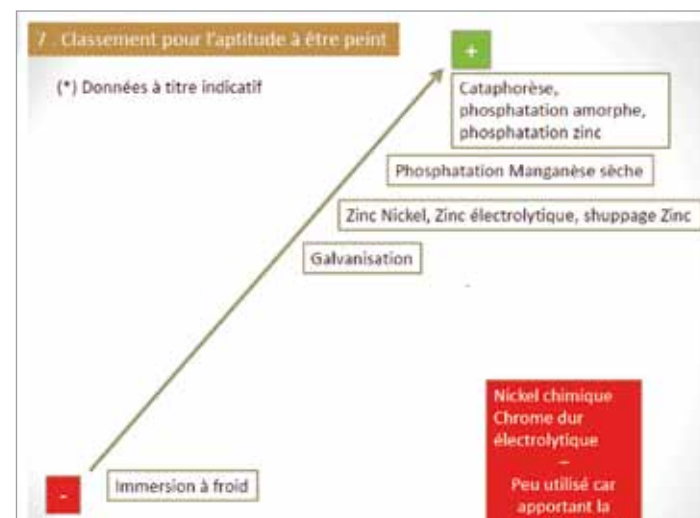 7 . Classement pour l'aptitude à être peint
+
(*) Données à titre indicatif
Cataphorèse,
phosphatation amorphe,
phosphatation zinc
Phosphatation Manganèse sèche
Zinc Nickel, Zinc électrolytique, shuppage Zinc
Galvanisation
Nickel chimique
Chrome dur
électrolytique
–
Peu utilisé car
apportant la
-
Immersion à froid